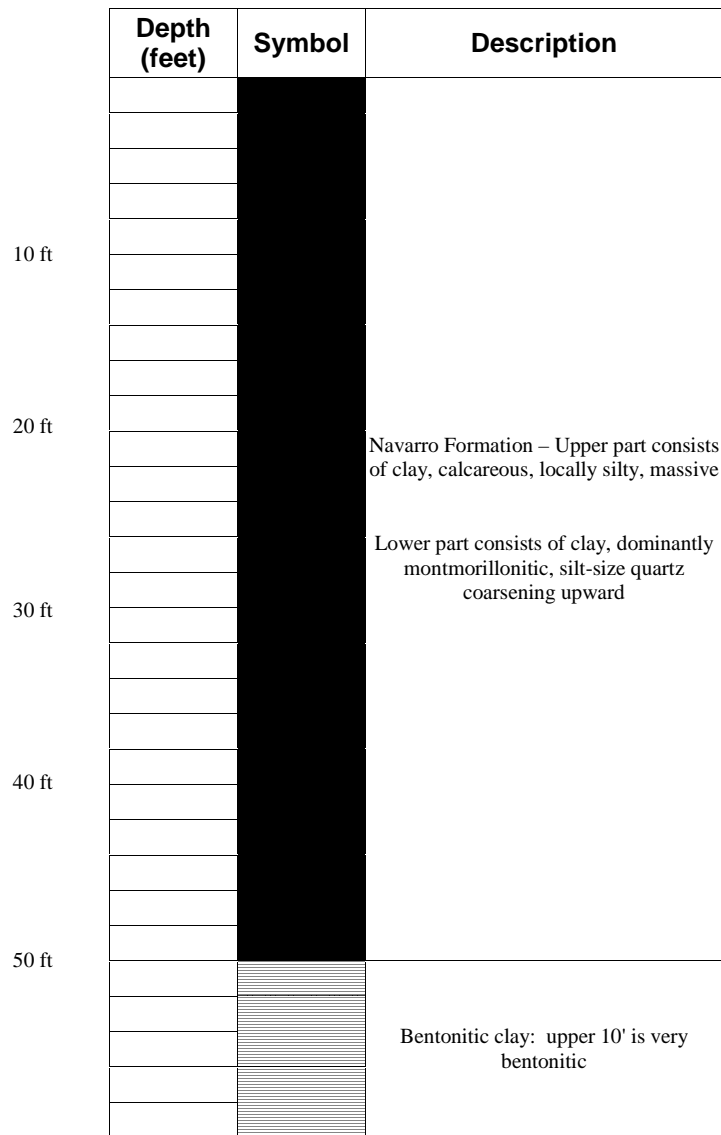 Depth
(feet)
Symbol
Description
10 ft
20 ft
Navarro Formation – Upper part consists
of clay, calcareous, locally silty, massive
Lower part consists of clay, dominantly
montmorillonitic, silt-size quartz
coarsening upward
30 ft
40 ft
50 ft
Bentonitic clay:  upper 10' is very
bentonitic